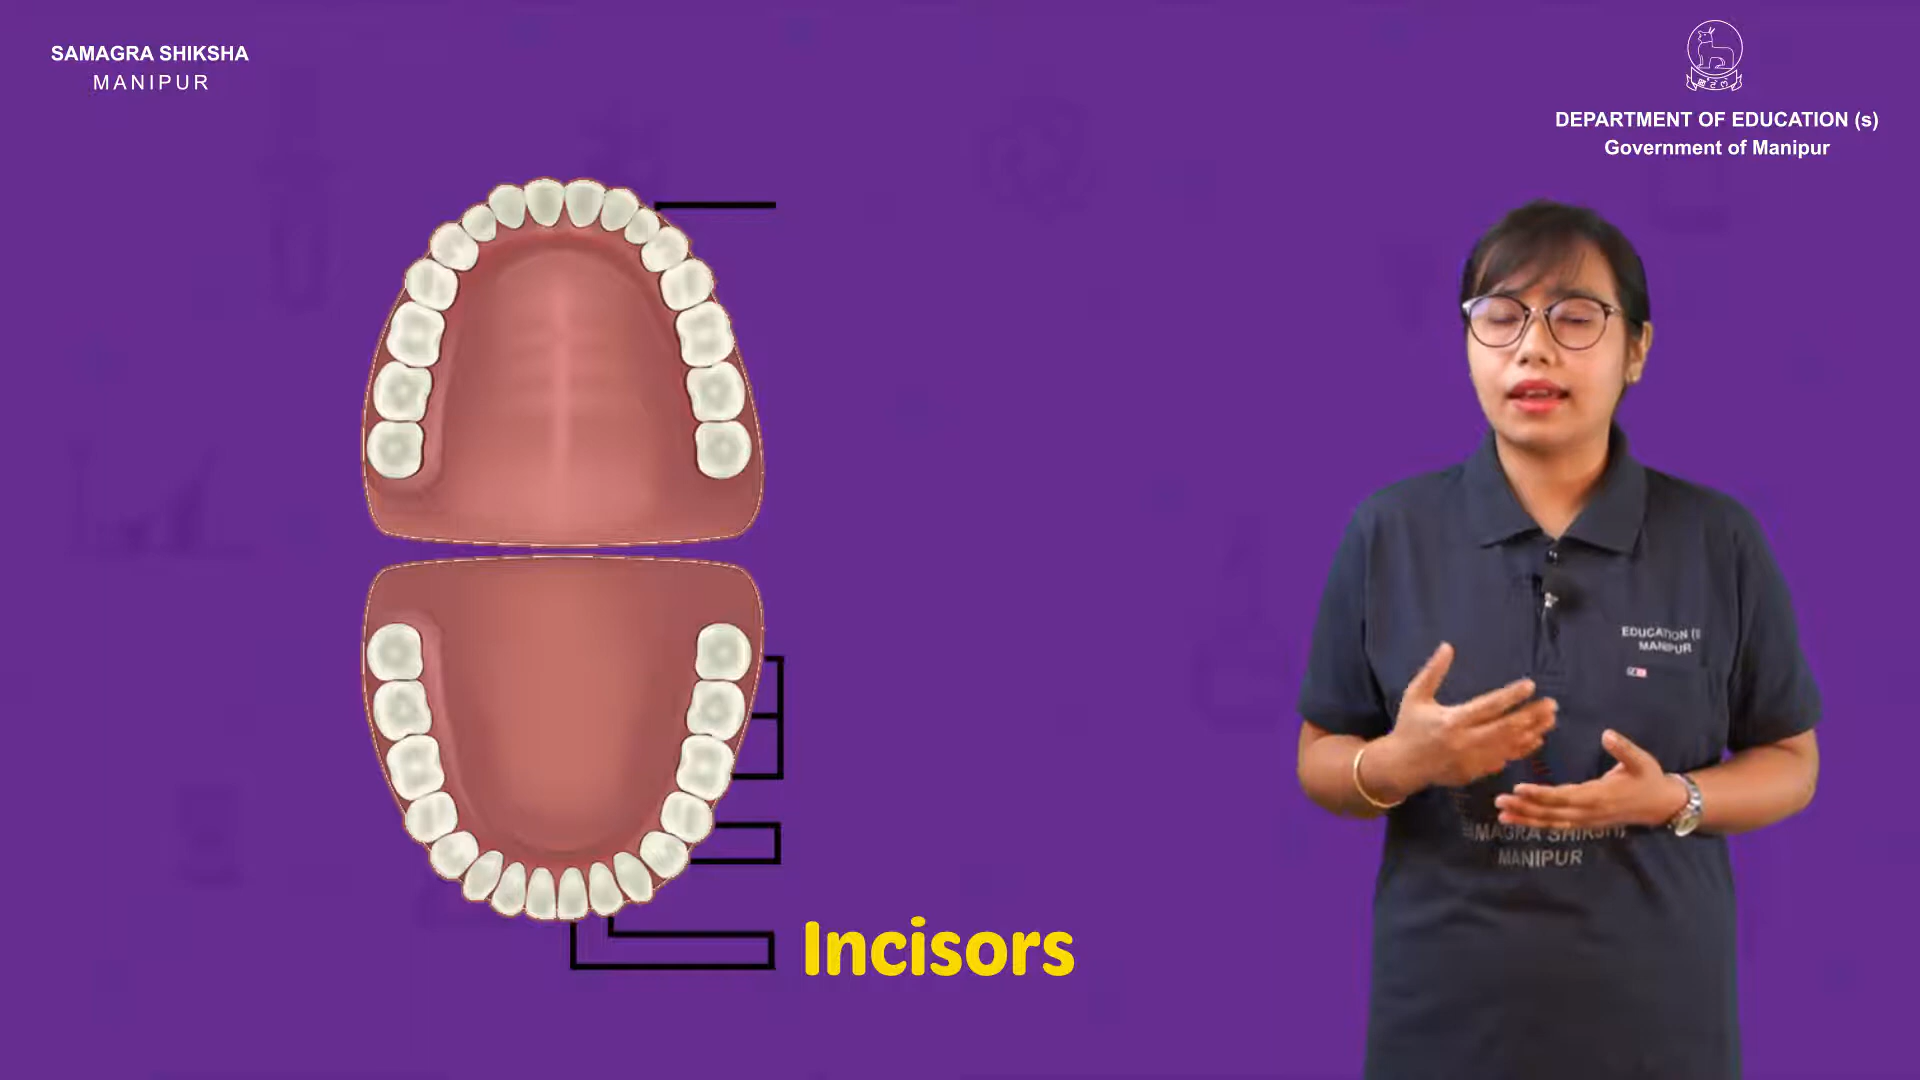 SAMAGRA SHIKSHA
MANIPUR
DEPARTMENT OF EDUCATION (s)
Government of Manipur
EDUCATION (S
MANIPUR
SAMAGRA SHIKSHA
MANIPUR
Incisors